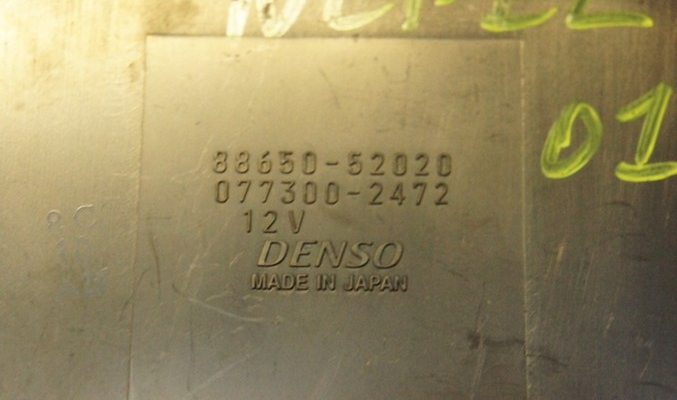 01
88650-52020
077300-2472
12V
DENSO
MADE IN JAPAN